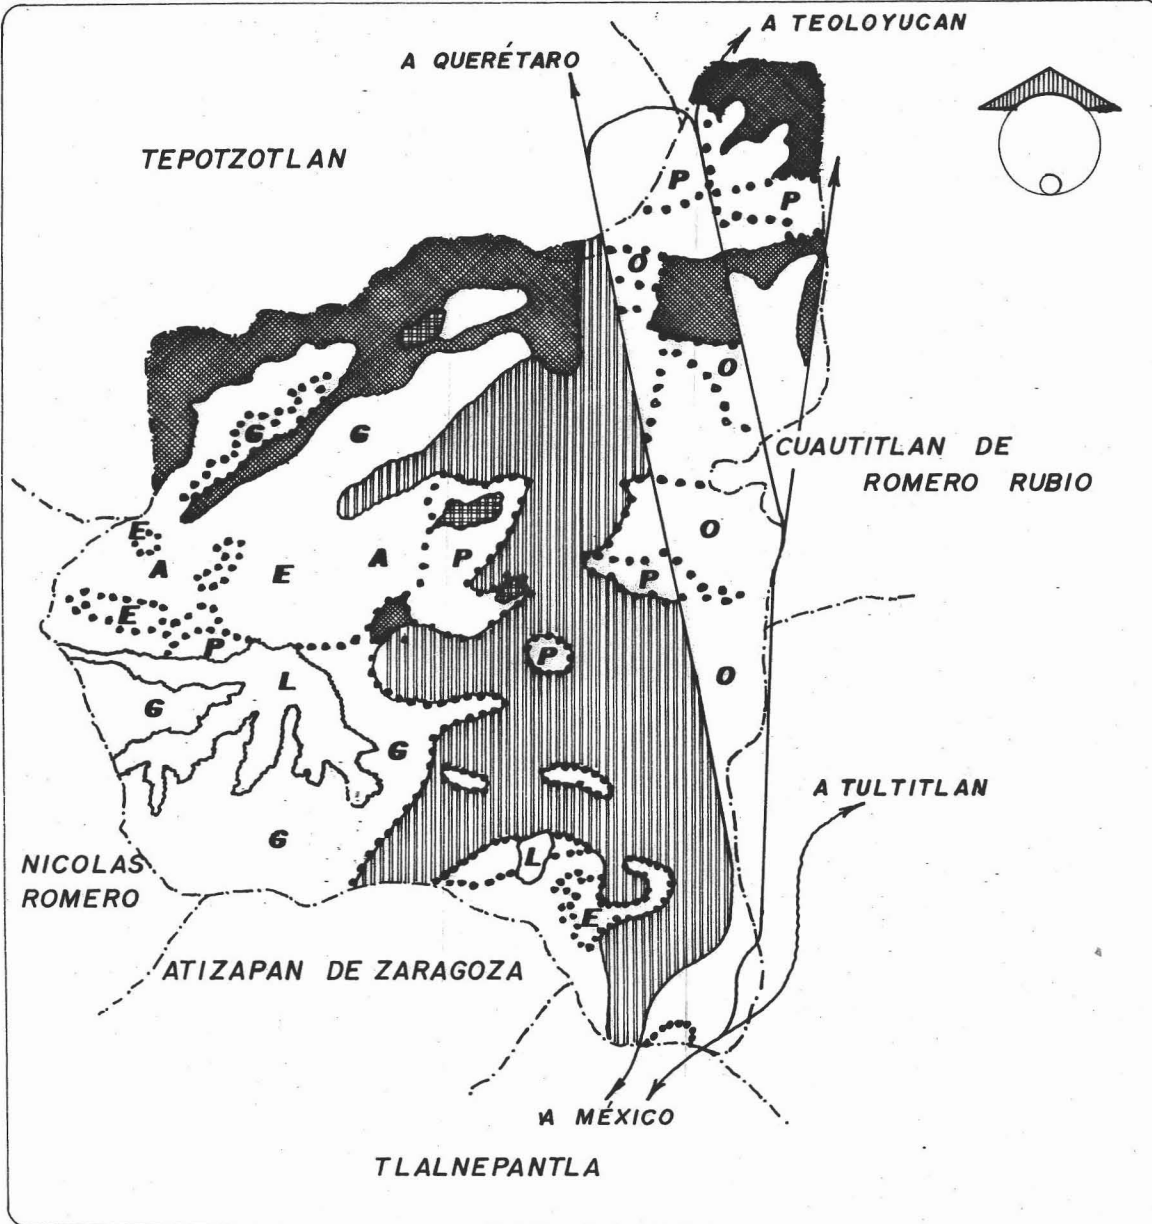 A TEOLOYUCAN
A QUERÉTARO
TEPOTZOTLAN
P
P
O
O
G
G
CUAUTITLAN DE
ROMERO RUBIO
E
O
A
E
A
P
P
E
P
P
O
L
G
G
A TULTITLAN
G
L
NICOLAS
ROMERO
E
ATIZAPAN DE ZARAGOZA
A MÉXICO
TLALNEPANTLA